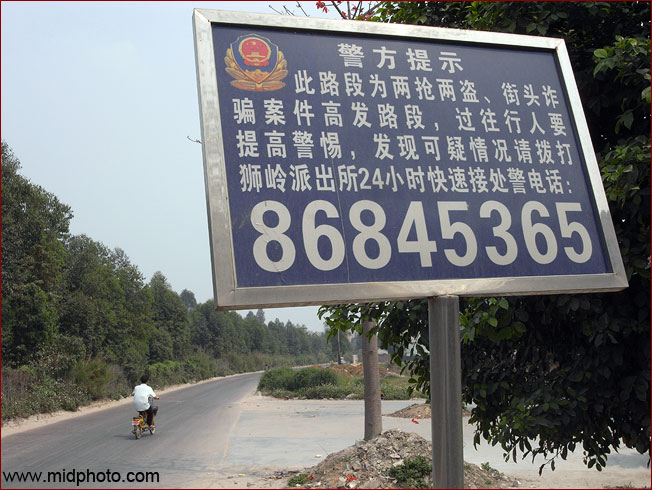 警方提示
此路段为两抢两盗、街头诈
骗案件高发路段，过往行人要
提高警惕，发现可疑情况请拨打
狮岭派出所24小时快速接处警电话：
86845365
www.midphoto.com